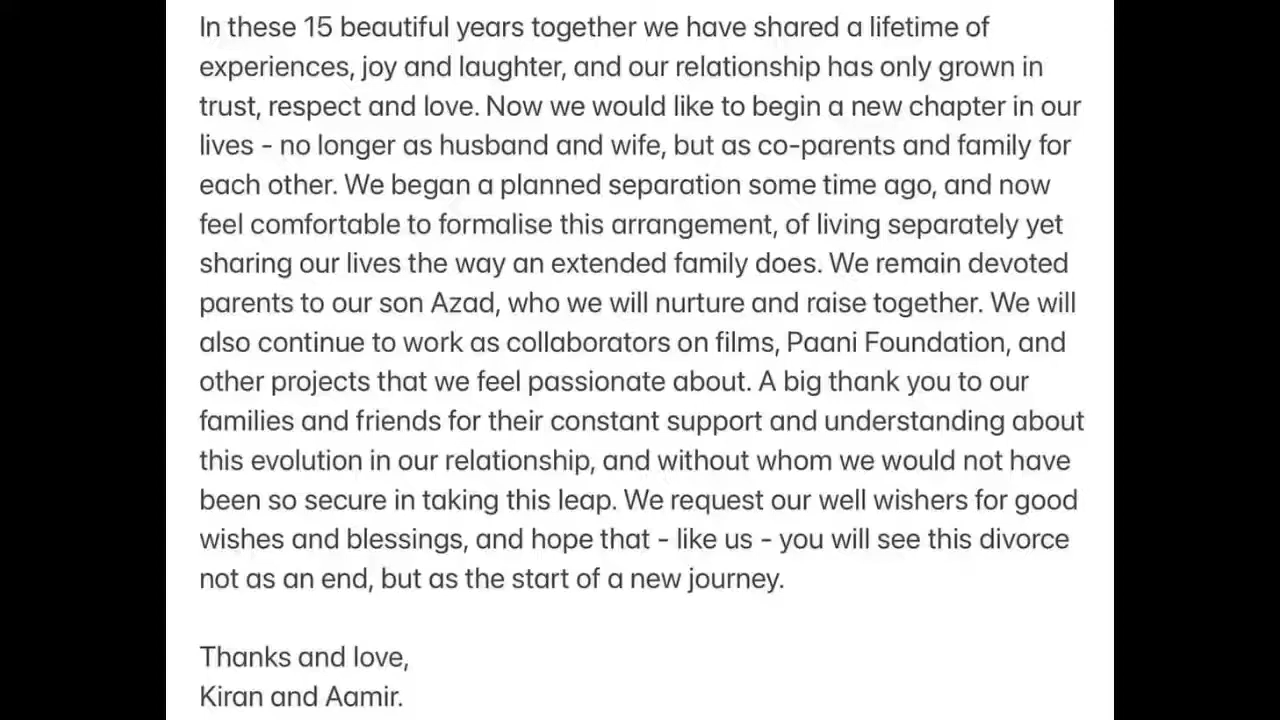 In these 15 beautiful years together we have shared a lifetime of
experiences, joy and laughter, and our relationship has only grown in
trust, respect and love. Now we would like to begin a new chapter in our
lives - no longer as husband and wife, but as co-parents and family for
each other. We began a planned separation some time ago, and now
feel comfortable to formalise this arrangement, of living separately yet
sharing our lives the way an extended family does. We remain devoted
parents to our son Azad, who we will nurture and raise together. We will
also continue to work as collaborators on films, Paani Foundation, and
other projects that we feel passionate about. A big thank you to our
families and friends for their constant support and understanding about
this evolution in our relationship, and without whom we would not have
been so secure in taking this leap. We request our well wishers for good
wishes and blessings, and hope that - like us - you will see this divorce
not as an end, but as the start of a new journey.
Thanks and love,
Kiran and Aamir.